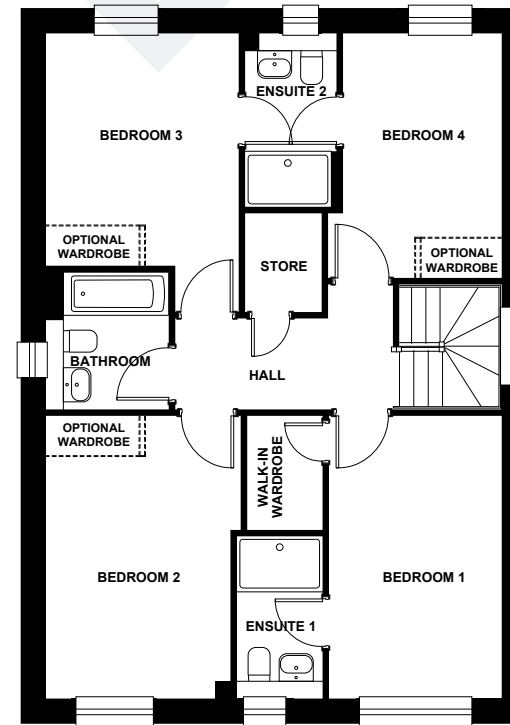 ENSUITE 2
BEDROOM 3
BEDROOM 4
OPTIONAL
WARDROBE
STORE
OPTIONAL
WARDROBE
BATHROOM
HALL
OPTIONAL
WARDROBE
WALK-IN
WARDROBE
BEDROOM 2
BEDROOM 1
ENSUITE 1